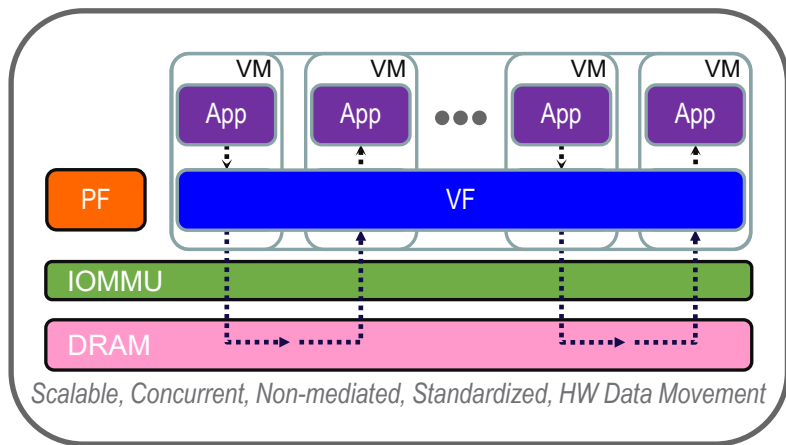 VM VM VM VM
App App App App
PF VF
IOMMU
DRAM
Scalable, Concurrent, Non-mediated, Standardized, HW Data Movement